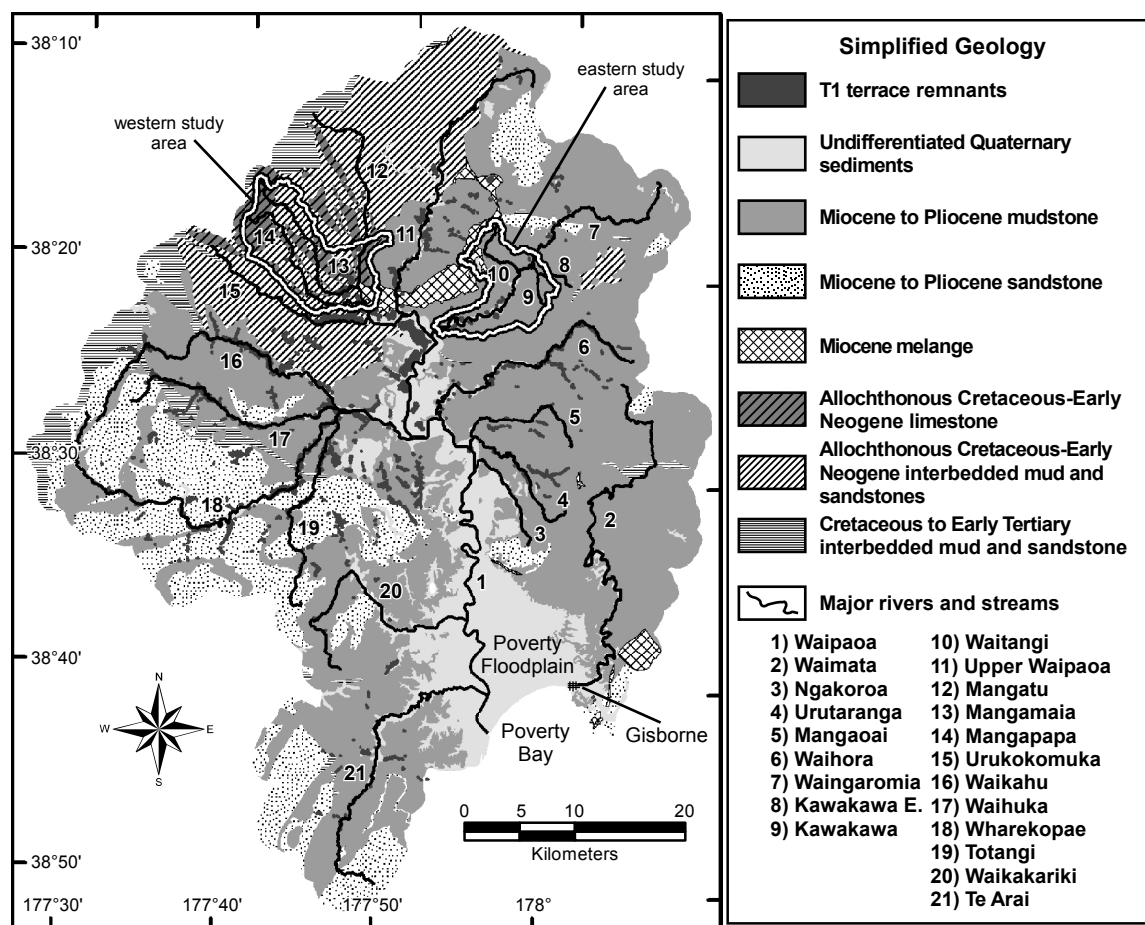 38°10'
38°20'
38°30'
38°40'
38°50'
177°30'
177°40'
177°50'
178°
western study
area
eastern study
area
12
11
7
14
13
10
8
9
15
6
16
5
17
4
2
18
3
19
1
20
21
Poverty
Floodplain
Poverty
Bay
Gisborne
N
W
E
S
0 5 10 20
Kilometers
Simplified Geology
T1 terrace remnants
Undifferentiated Quaternary
sediments
Miocene to Pliocene mudstone
Miocene to Pliocene sandstone
Miocene melange
Allochthonous Cretaceous-Early
Neogene limestone
Allochthonous Cretaceous-Early
Neogene interbedded mud and
sandstones
Cretaceous to Early Tertiary
interbedded mud and sandstone
Major rivers and streams
1) Waipaoa
2) Waimata
3) Ngakoroa
4) Urutaranga
5) Mangaoai
6) Waihora
7) Waingaromia
8) Kawakawa E.
9) Kawakawa
10) Waitangi
11) Upper Waipaoa
12) Mangatu
13) Mangamaia
14) Mangapapa
15) Urukokomuka
16) Waikahu
17) Waihuka
18) Wharekopae
19) Totangi
20) Waikakariki
21) Te Arai